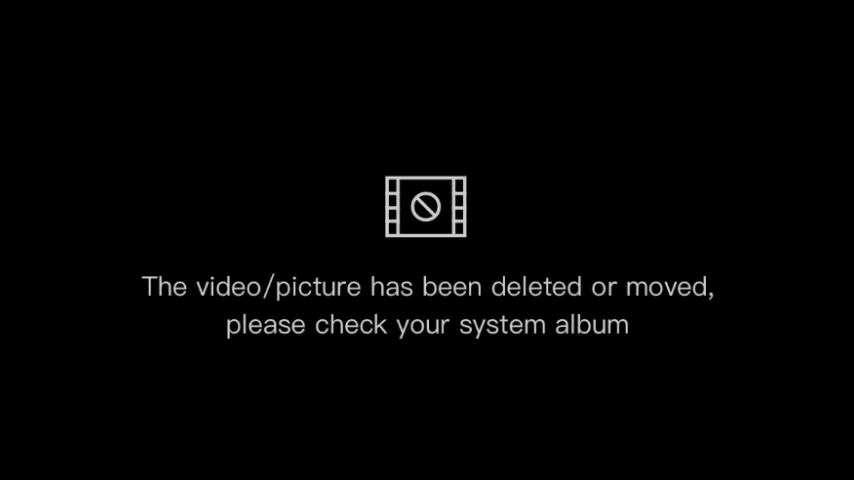 The video/picture has been deleted or moved,
please check your system album